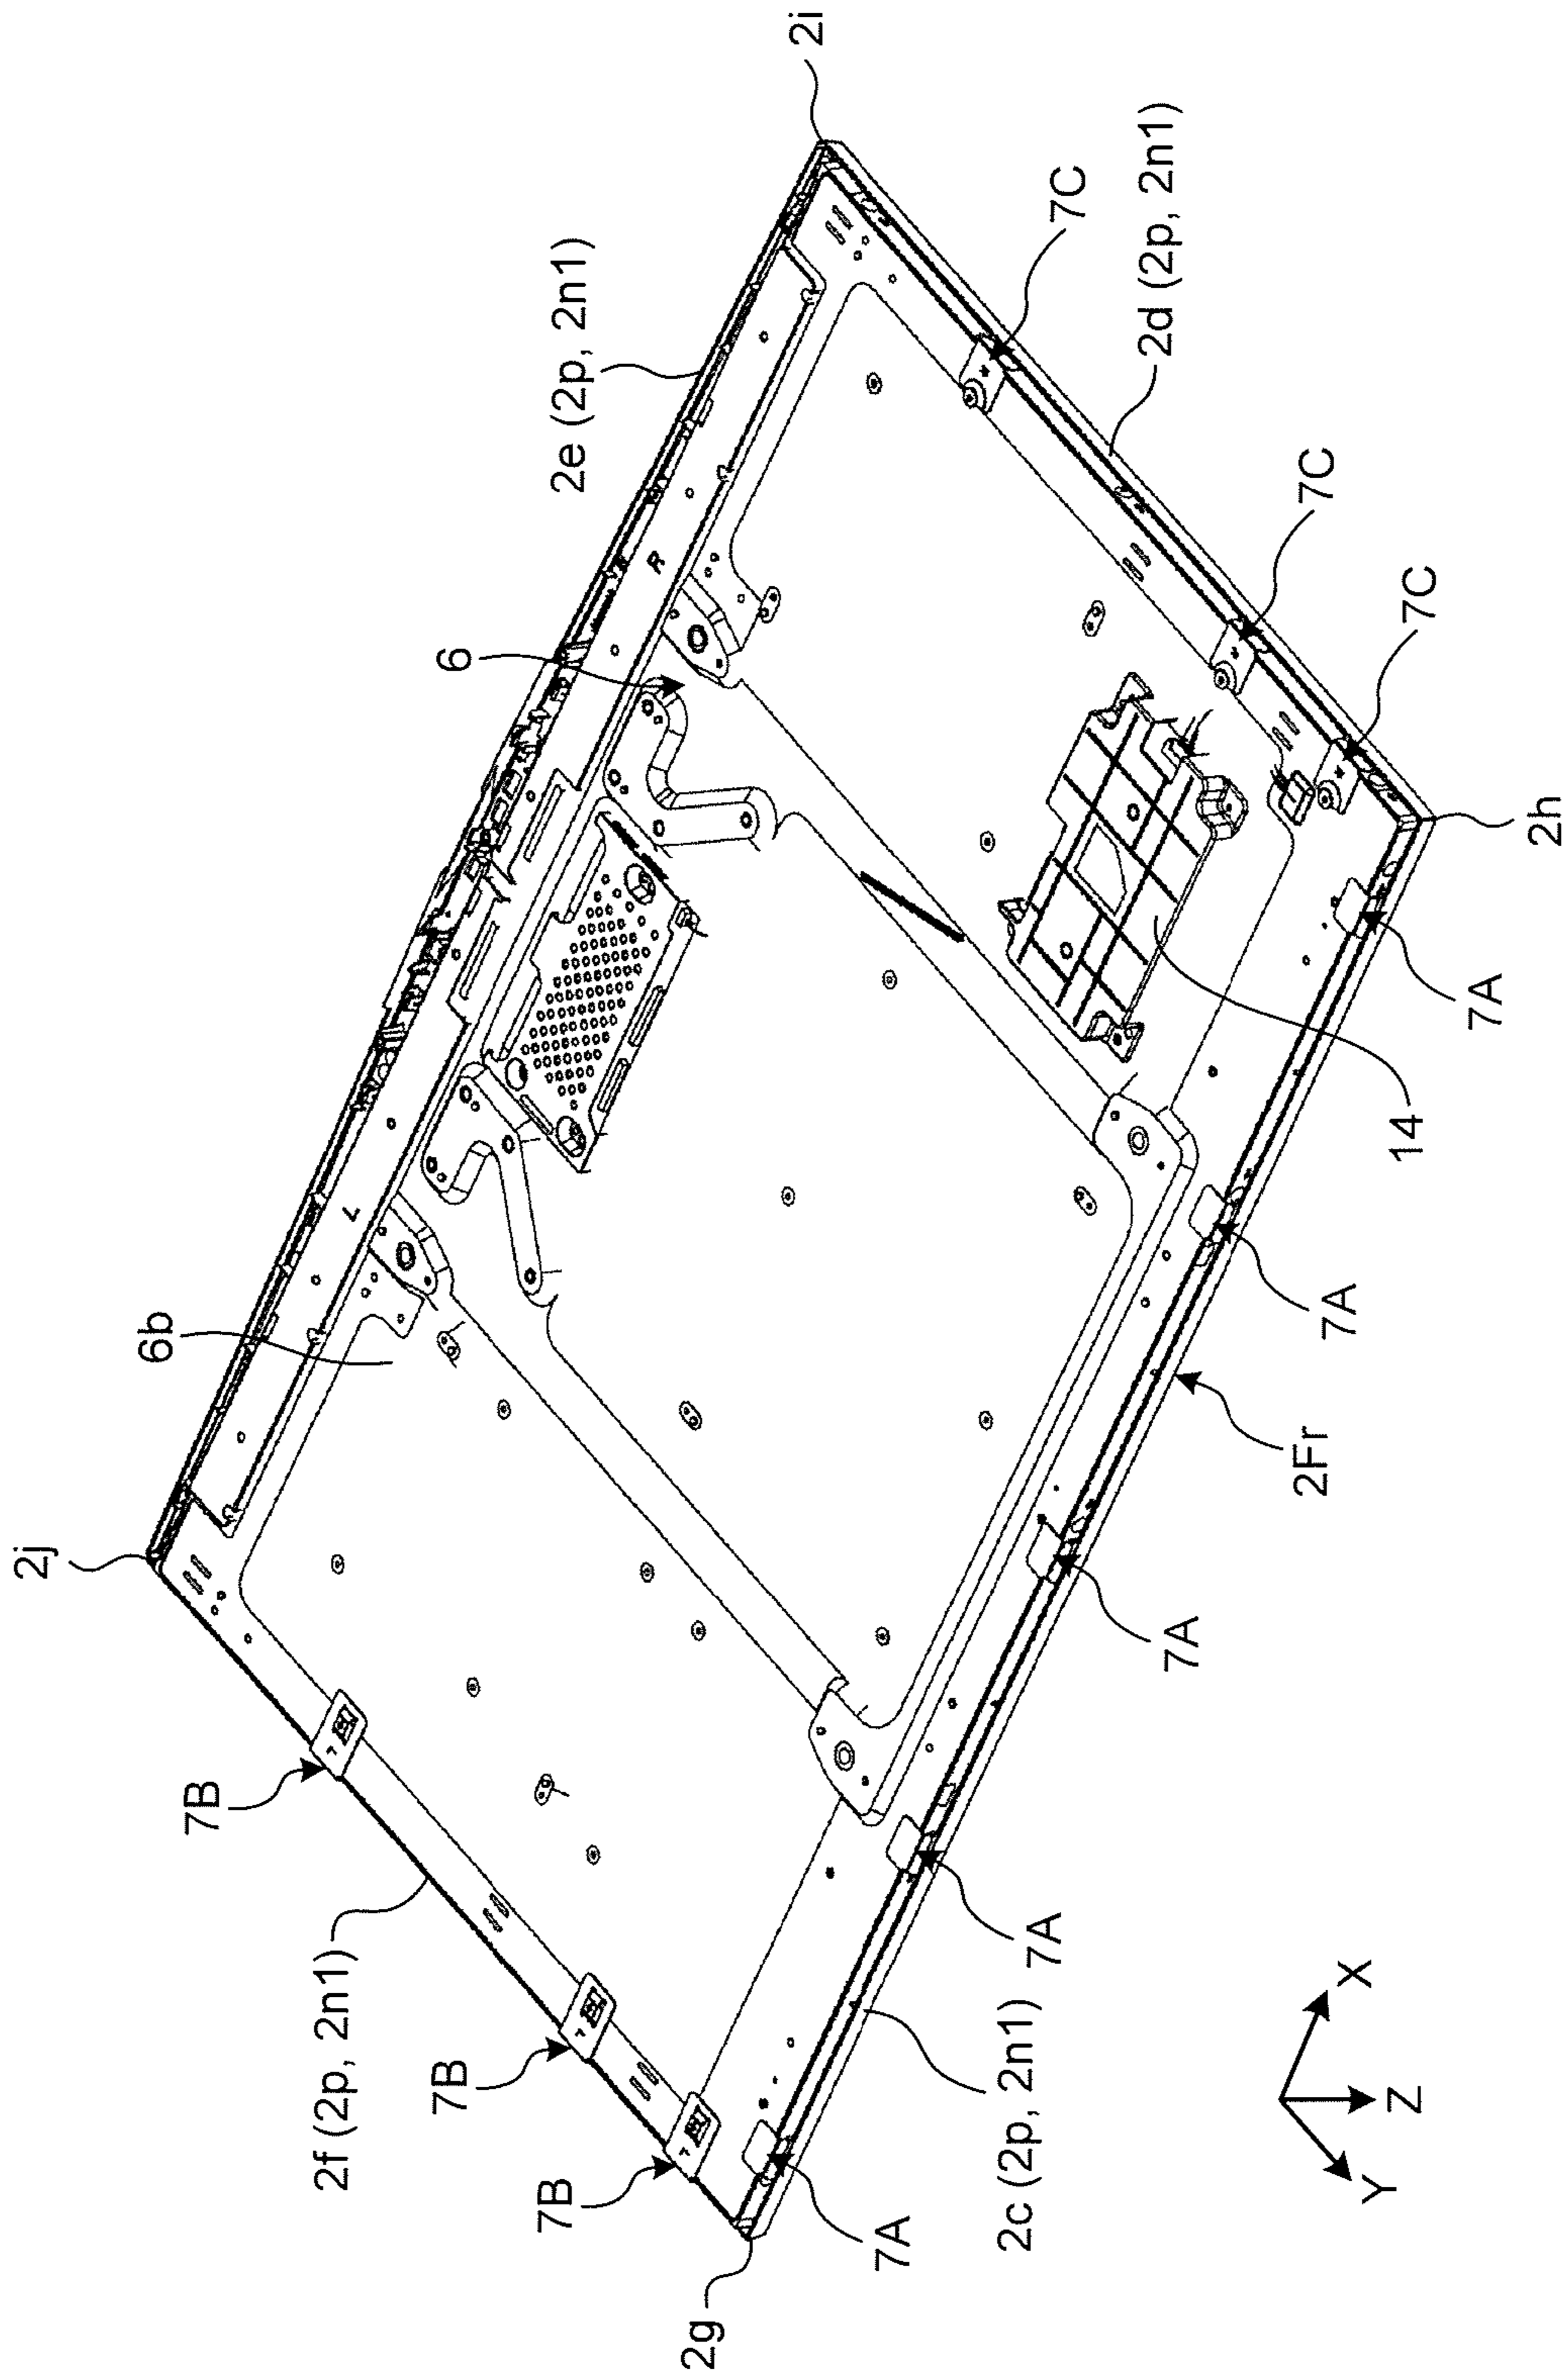 2j
6b
7B
2f (2p, 2n1)
L
7B
6
7B
2e (2p, 2n1)
R
2g
2i
7A
2c (2p, 2n1)
7A
7C
2d (2p, 2n1)
7A
2Fr
7C
7A
X
Y
Z
14
7C
7A
2h